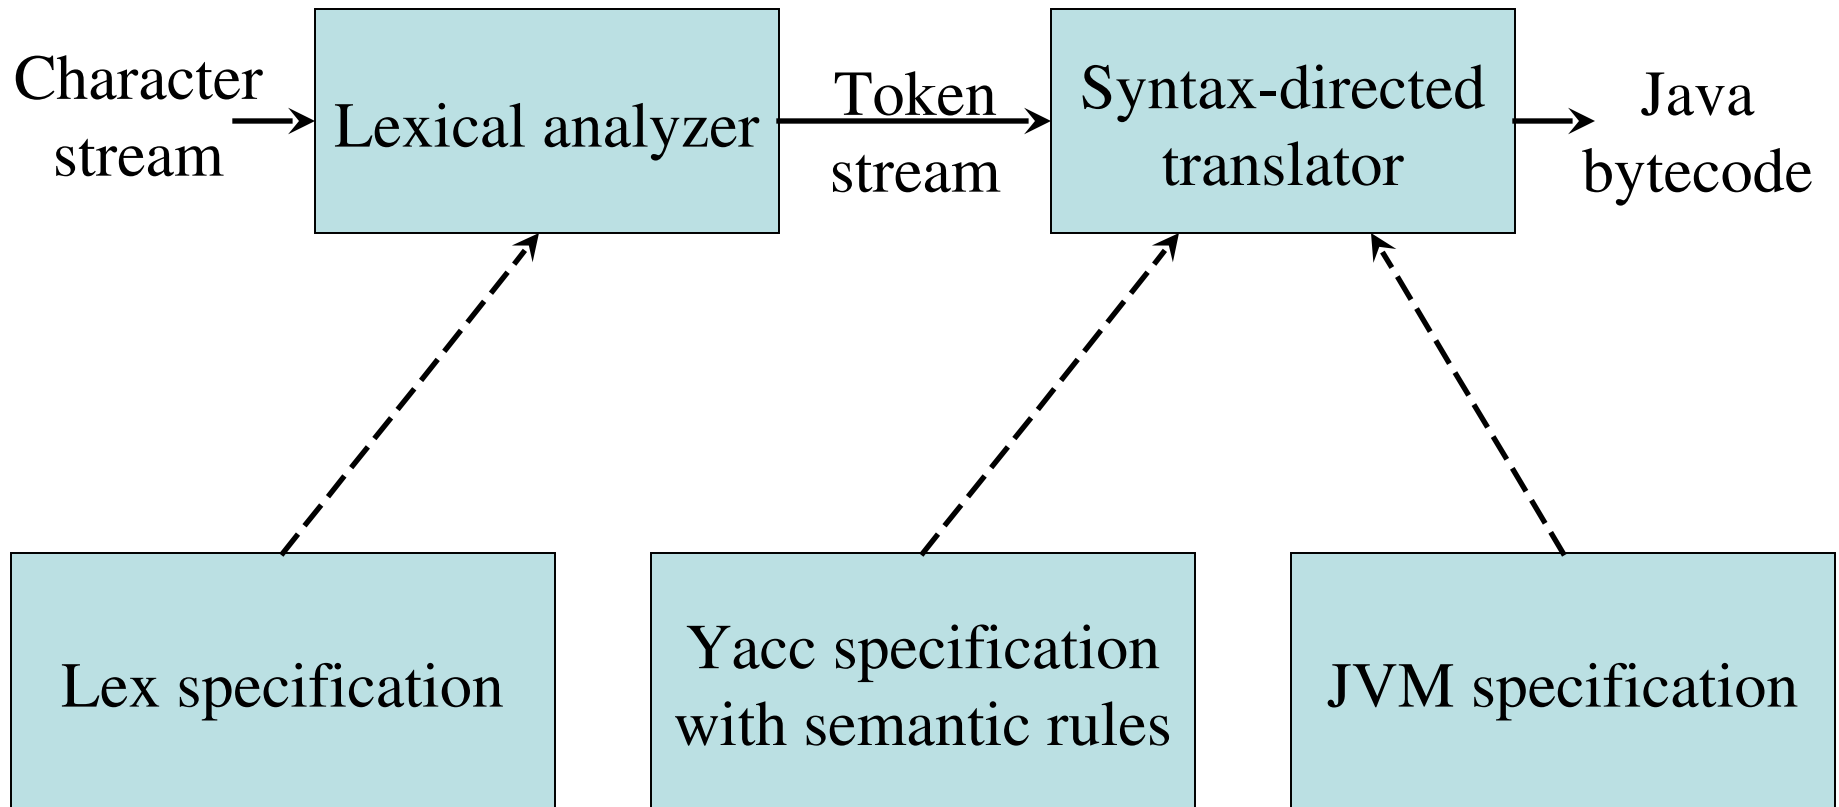 Character
stream
Lexical analyzer
Token
stream
Syntax-directed
translator
Java
bytecode
Lex specification
Yacc specification
with semantic rules
JVM specification